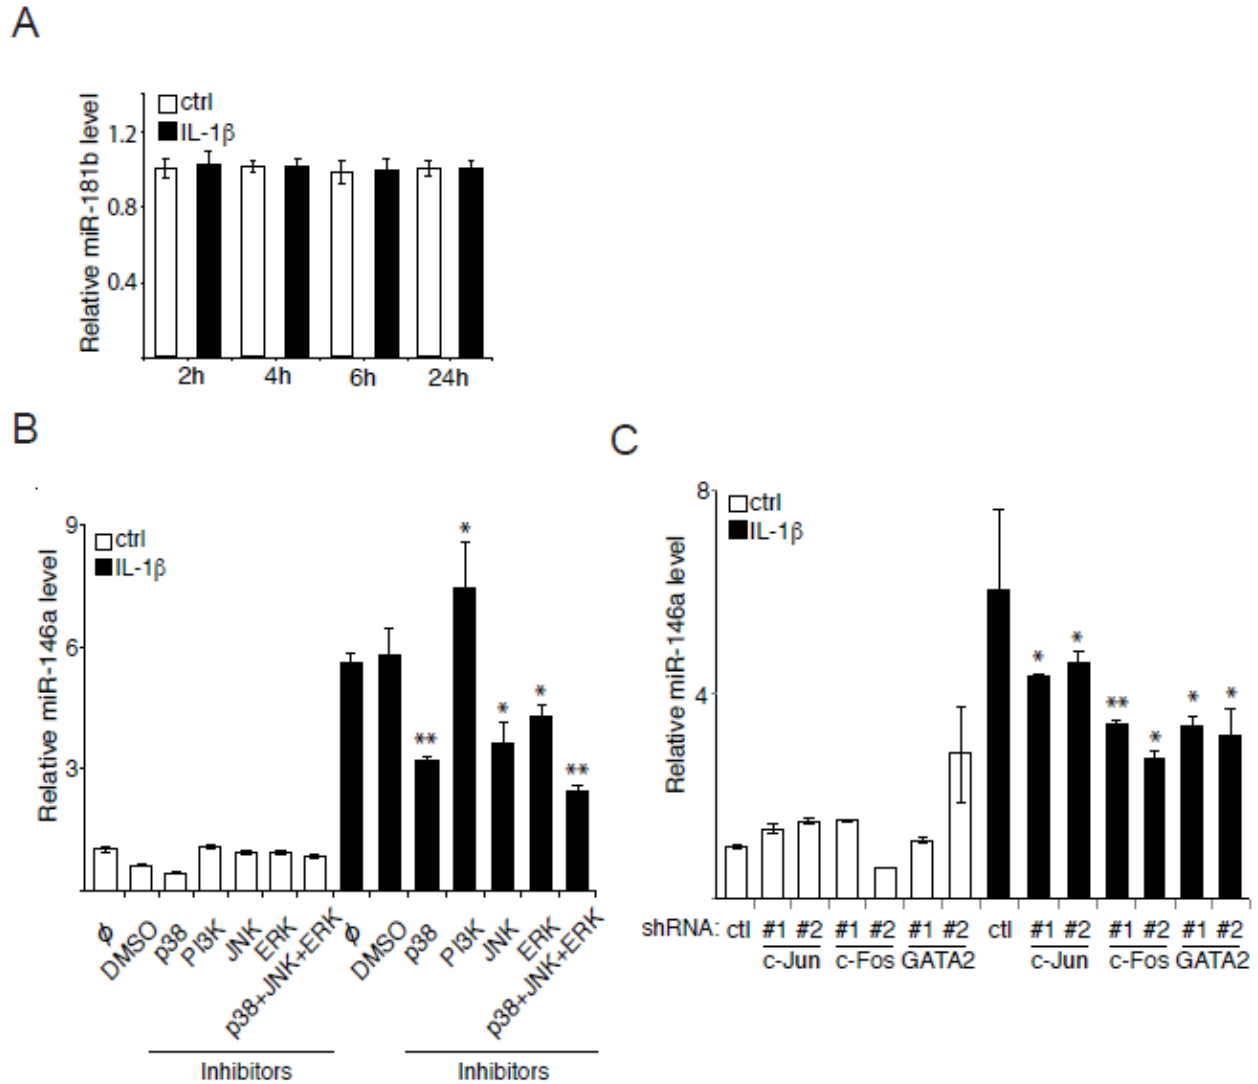 A
Relative miR-181b level
1.2
0.8
0.4
ctrl
IL-1β
2h 4h 6h 24h
B
Relative miR-146a level
9
6
3
ctrl
IL-1β
* ** * * * **
ϕ DMSO p38 PI3K JNK ERK p38+JNK+ERK ϕ DMSO p38 PI3K JNK ERK p38+JNK+ERK
Inhibitors Inhibitors
C
Relative miR-146a level
8
4
ctrl
IL-1β
* * ** * * *
shRNA: ctl #1 #2 #1 #2 #1 #2 ctl #1 #2 #1 #2 #1 #2
c-Jun c-Fos GATA2 c-Jun c-Fos GATA2